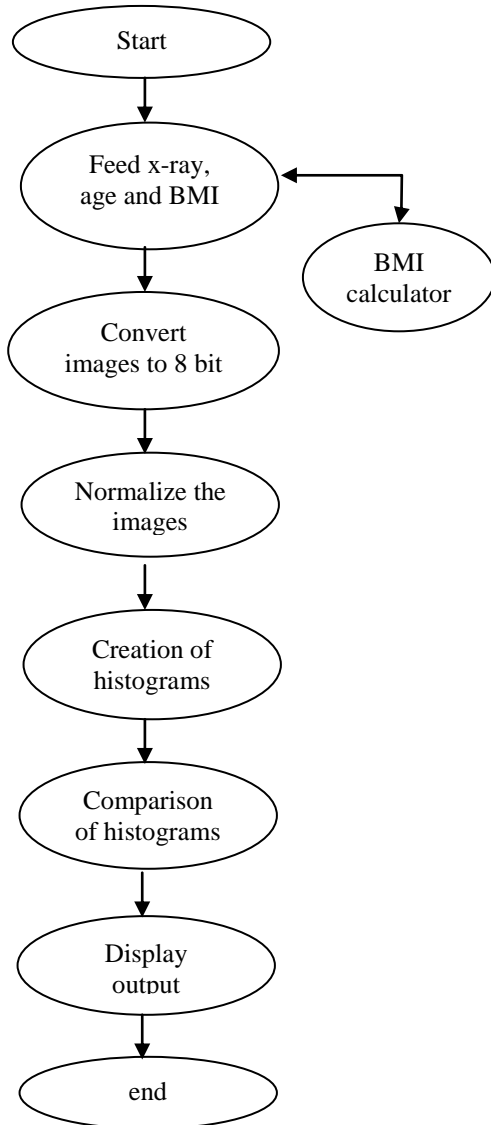 Start
Feed x-ray,
age and BMI
BMI
calculator
Convert
images to 8 bit
Normalize the
images
Creation of
histograms
Comparison
of histograms
Display
output
end